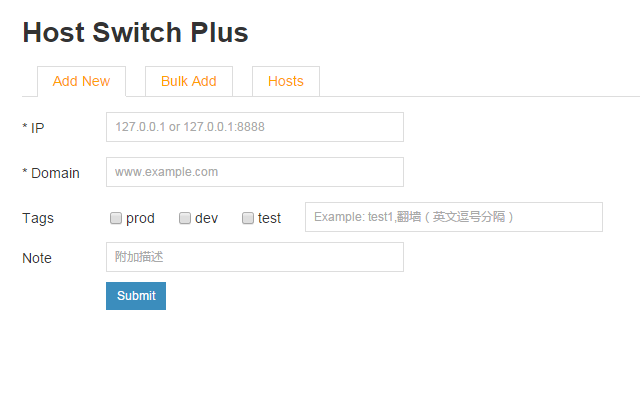 Host Switch Plus
Add New Bulk Add Hosts
* IP 127.0.0.1 or 127.0.0.1:8888
* Domain www.example.com
Tags prod dev test Example: test1,翻墙（英文逗号分隔）
Note 附加描述
Submit